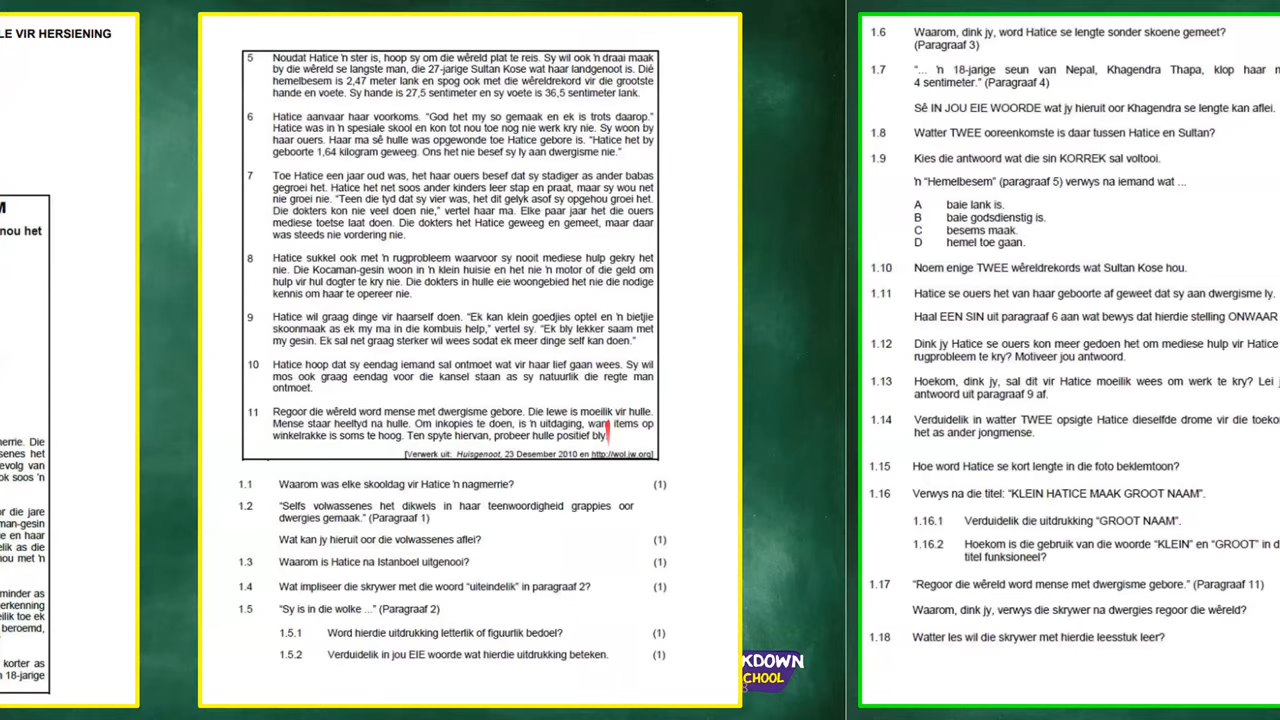 LE VIR HERSIENING
M
nou het
merrie. Die
senes het
evolg van
ok soos 'n
or die jare
man-gesin
e en haar
elik as die
nou met 'n
minder as
erkenning
eilik toe ek
beroemd,
korter as
n 18-jarige
5 Noudat Hatice 'n ster is, hoop sy om die wêreld plat te reis. Sy wil ook 'n draai maak
by die wêreld se langste man, die 27-jarige Sultan Kose wat haar landgenoot is. Dié
hemelbesem is 2,47 meter lank en spog ook met die wêreldrekord vir die grootste
hande en voete. Sy hande is 27,5 sentimeter en sy voete is 36,5 sentimeter lank.
6 Hatice aanvaar haar voorkoms. “God het my so gemaak en ek is trots daarop.”
Hatice was in 'n spesiale skool en kon tot nou toe nog nie werk kry nie. Sy woon by
haar ouers. Haar ma sê hulle was opgewonde toe Hatice gebore is. “Hatice het by
geboorte 1,64 kilogram geweeg. Ons het nie besef sy ly aan dwergisme nie.”
7 Toe Hatice een jaar oud was, het haar ouers besef dat sy stadiger as ander babas
gegroei het. Hatice het net soos ander kinders leer stap en praat, maar sy wou net
nie groei nie. “Teen die tyd dat sy vier was, het dit gelyk asof sy opgehou groei het.
Die dokters kon nie veel doen nie,” vertel haar ma. Elke paar jaar het die ouers
mediese toetse laat doen. Die dokters het Hatice geweeg en gemeet, maar daar
was steeds nie vordering nie.
8 Hatice sukkel ook met 'n rugprobleem waarvoor sy nooit mediese hulp gekry het
nie. Die Kocaman-gesin woon in 'n klein huisie en het nie 'n motor of die geld om
hulp vir hul dogter te kry nie. Die dokters in hulle eie woongebied het nie die nodige
kennis om haar te opereer nie.
9 Hatice wil graag dinge vir haarself doen. “Ek kan klein goedjies optel en 'n bietjie
skoonmaak as ek my ma in die kombuis help,” vertel sy. “Ek bly lekker saam met
my gesin. Ek sal net graag sterker wil wees sodat ek meer dinge self kan doen.”
10 Hatice hoop dat sy eendag iemand sal ontmoet wat vir haar lief gaan wees. Sy wil
mos ook graag eendag voor die kansel staan as sy natuurlik die regte man
ontmoet.
11 Regoor die wêreld word mense met dwergisme gebore. Die lewe is moeilik vir hulle.
Mense staar heeltyd na hulle. Om inkopies te doen, is 'n uitdaging, want items op
winkelrakke is soms te hoog. Ten spyte hiervan, probeer hulle positief bly
[Verwerk uit: Huisgenoot, 23 Desember 2010 en http://wol.jw.org]
1.1 Waarom was elke skooldag vir Hatice 'n nagmerrie? (1)
1.2 “Selfs volwassenes het dikwels in haar teenwoordigheid grappies oor
dwergies gemaak.” (Paragraaf 1)
Wat kan jy hieruit oor die volwassenes aflei? (1)
1.3 Waarom is Hatice na Istanboel uitgenooi? (1)
1.4 Wat impliseer die skrywer met die woord “uiteindelik” in paragraaf 2? (1)
1.5 “Sy is in die wolke ...” (Paragraaf 2)
1.5.1 Word hierdie uitdrukking letterlik of figuurlik bedoel? (1)
1.5.2 Verduidelik in jou EIE woorde wat hierdie uitdrukking beteken. (1)
KDOWN
CHOOL
1.6 Waarom, dink jy, word Hatice se lengte sonder skoene gemeet?
(Paragraaf 3)
1.7 “... 'n 18-jarige seun van Nepal, Khagendra Thapa, klop haar
4 sentimeter.” (Paragraaf 4)
Sê IN JOU EIE WOORDE wat jy hieruit oor Khagendra se lengte kan aflei.
1.8 Watter TWEE ooreenkomste is daar tussen Hatice en Sultan?
1.9 Kies die antwoord wat die sin KORREK sal voltooi.
'n “Hemelbesem” (paragraaf 5) verwys na iemand wat ...
A baie lank is.
B baie godsdienstig is.
C besems maak.
D hemel toe gaan.
1.10 Noem enige TWEE wêreldrekords wat Sultan Kose hou.
1.11 Hatice se ouers het van haar geboorte af geweet dat sy aan dwergisme ly.
Haal EEN SIN uit paragraaf 6 aan wat bewys dat hierdie stelling ONWAAR
1.12 Dink jy Hatice se ouers kon meer gedoen het om mediese hulp vir Hatice
rugprobleem te kry? Motiveer jou antwoord.
1.13 Hoekom, dink jy, sal dit vir Hatice moeilik wees om werk te kry? Lei
antwoord uit paragraaf 9 af.
1.14 Verduidelik in watter TWEE opsigte Hatice dieselfde drome vir die toeko
het as ander jongmense.
1.15 Hoe word Hatice se kort lengte in die foto beklemtoon?
1.16 Verwys na die titel: “KLEIN HATICE MAAK GROOT NAAM”.
1.16.1 Verduidelik die uitdrukking “GROOT NAAM”.
1.16.2 Hoekom is die gebruik van die woorde “KLEIN” en “GROOT” in d
titel funksioneel?
1.17 “Regoor die wêreld word mense met dwergisme gebore.” (Paragraaf 11)
Waarom, dink jy, verwys die skrywer na dwergies regoor die wêreld?
1.18 Watter les wil die skrywer met hierdie leesstuk leer?